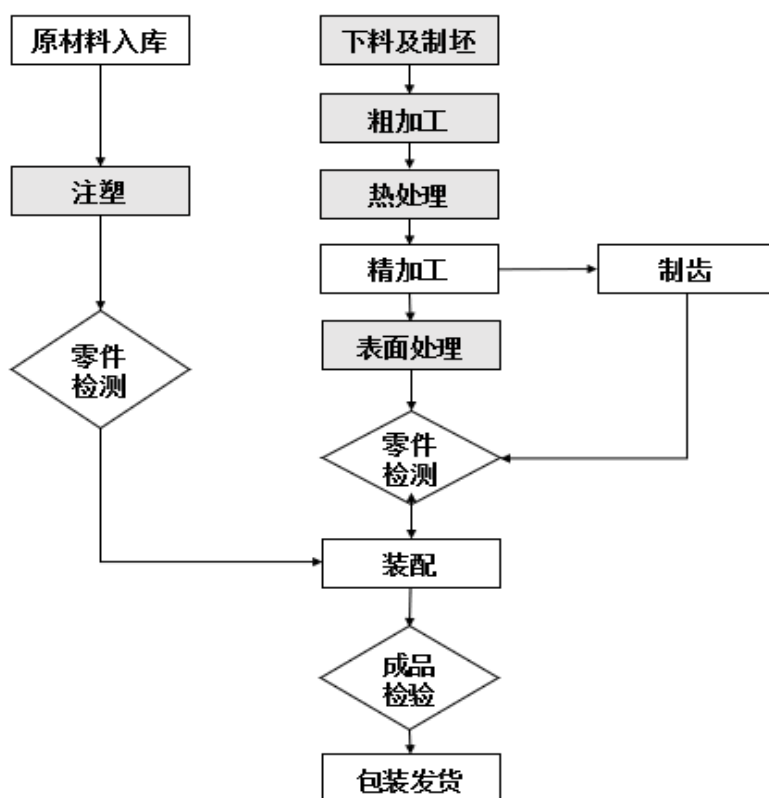 原材料入库
下料及制坯
粗加工
注塑
热处理
精加工
制齿
表面处理
零件
检测
零件
检测
装配
成品
检验
包装发货